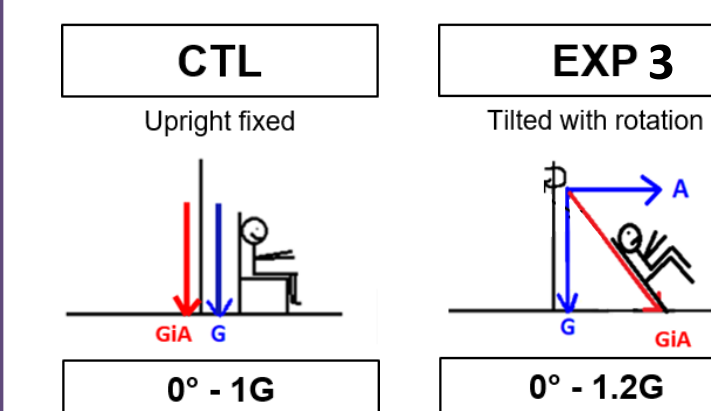 CTL
Upright fixed
GiA G
0° - 1G
EXP 3
Tilted with rotation
A
G
GiA
0° - 1.2G